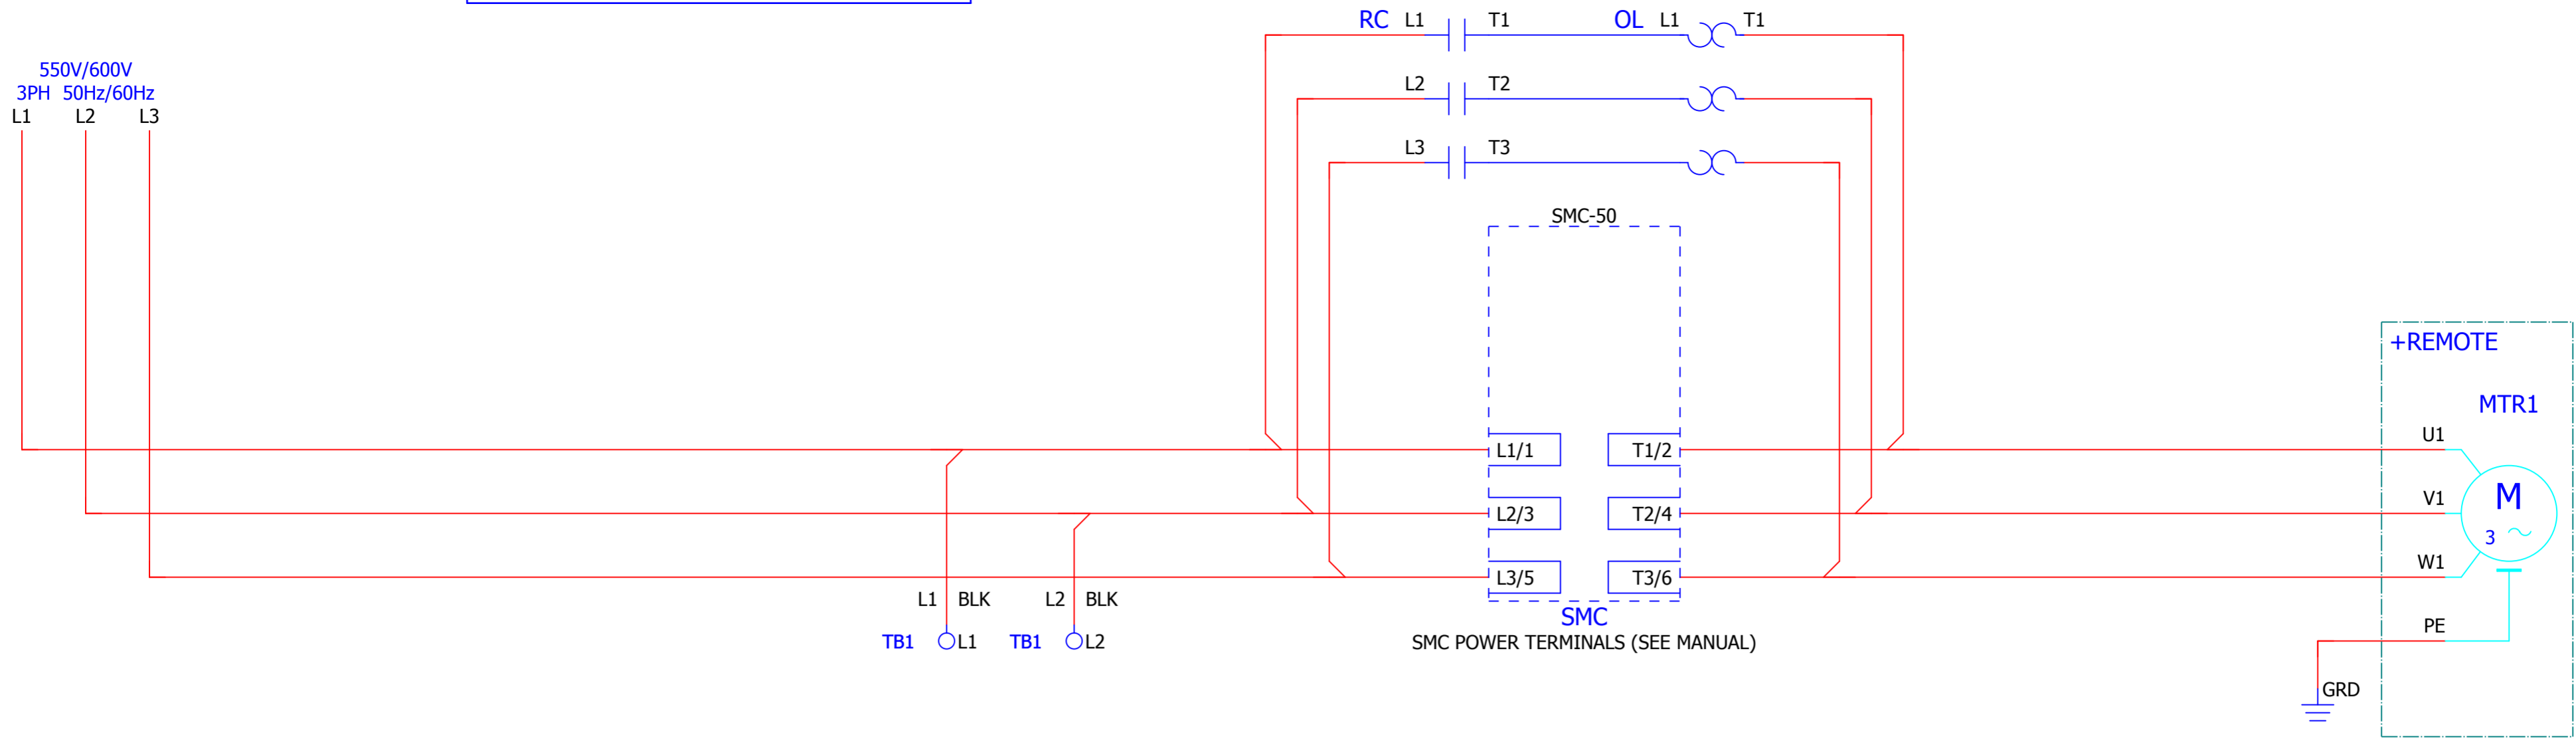 RC L1 T1 OL L1 T1
550V/600V
3PH 50Hz/60Hz
L1 L2 L3
L2 T2
L3 T3
SMC-50
+REMOTE
MTR1
L1/1 T1/2 U1
L2/3 T2/4 V1
M
3
L3/5 T3/6 W1
L1 BLK L2 BLK
SMC
TB1 L1 TB1 L2
SMC POWER TERMINALS (SEE MANUAL)
PE
GRD